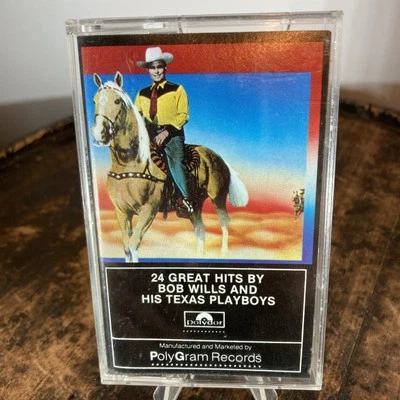 24 GREAT HITS BY
BOB WILLS AND
HIS TEXAS PLAYBOYS
Polydor
Manufactured and Marketed by
PolyGram Records